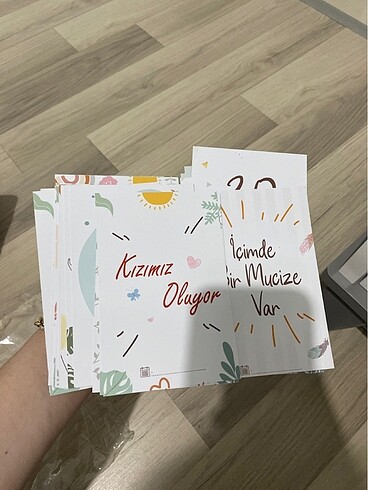 Kızımız
Oluyor
İçimde
Bir Mucize
Var